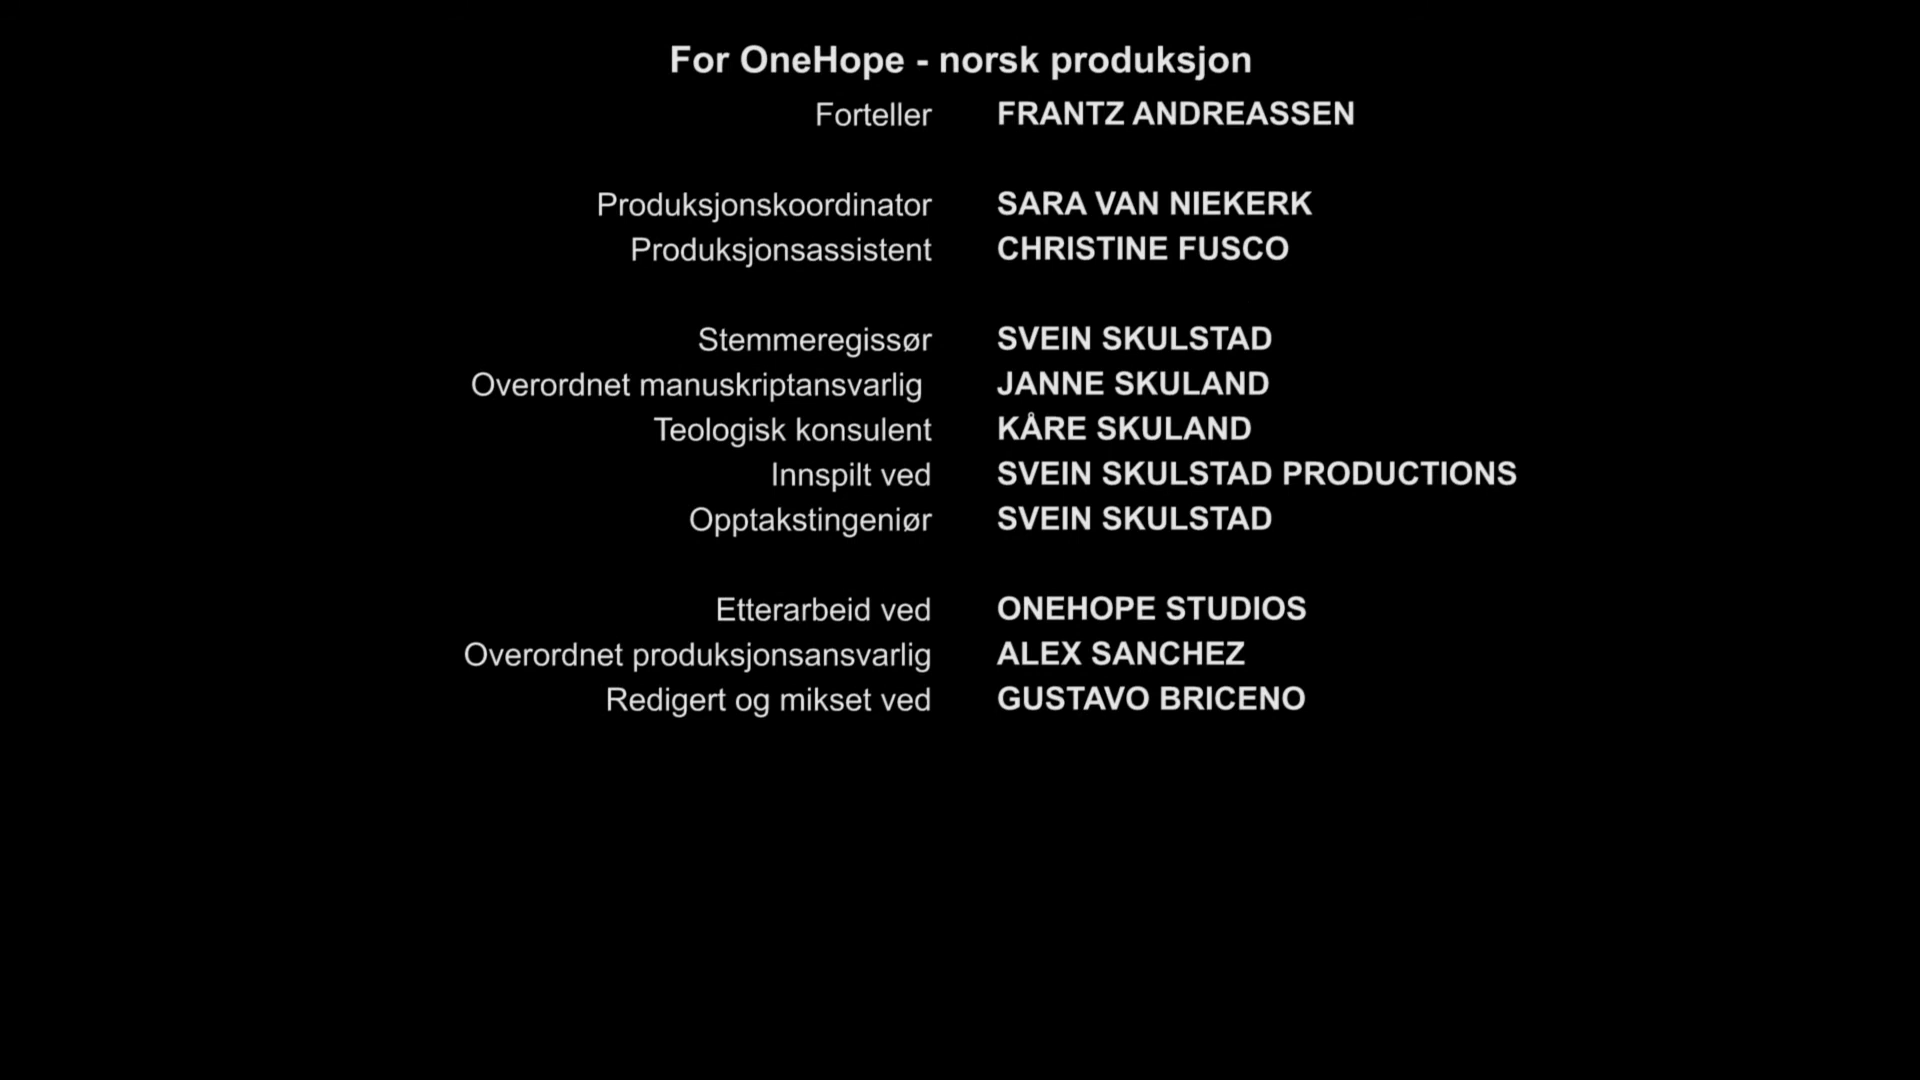 For OneHope - norsk produksjon
Forteller FRANTZ ANDREASSEN
Produksjonskoordinator SARA VAN NIEKERK
Produksjonsassistent CHRISTINE FUSCO
Stemmeregissør SVEIN SKULSTAD
Overordnet manuskriptansvarlig JANNE SKULAND
Teologisk konsulent KÅRE SKULAND
Innspilt ved SVEIN SKULSTAD PRODUCTIONS
Opptakstingeniør SVEIN SKULSTAD
Etterarbeid ved ONEHOPE STUDIOS
Overordnet produksjonsansvarlig ALEX SANCHEZ
Redigert og mikset ved GUSTAVO BRICENO